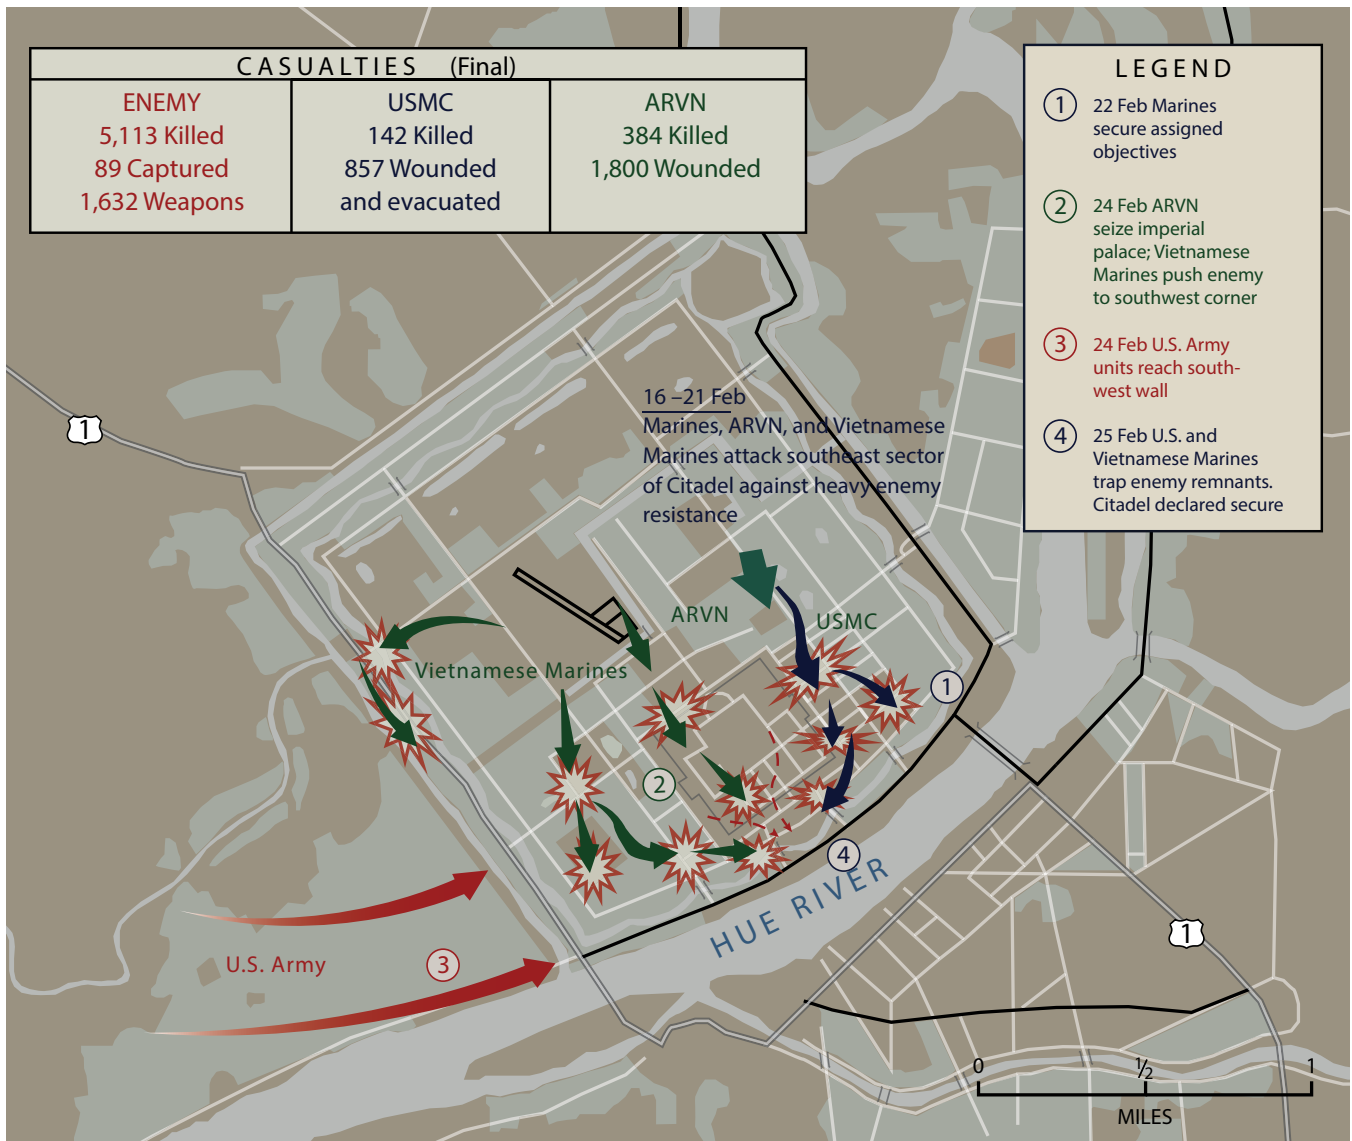 CASUALTIES (Final)
ENEMY
5,113 Killed
89 Captured
1,632 Weapons
USMC
142 Killed
857 Wounded
and evacuated
ARVN
384 Killed
1,800 Wounded
LEGEND
1 22 Feb Marines
secure assigned
objectives
2 24 Feb ARVN
seize imperial
palace; Vietnamese
Marines push enemy
to southwest corner
3 24 Feb U.S. Army
units reach south-
west wall
4 25 Feb U.S. and
Vietnamese Marines
trap enemy remnants.
Citadel declared secure
16 –21 Feb
Marines, ARVN, and Vietnamese
Marines attack southeast sector
of Citadel against heavy enemy
resistance
1
ARVN
USMC
Vietnamese Marines
1
2
4
HUE RIVER
U.S. Army
3
1
0 ½ 1
MILES